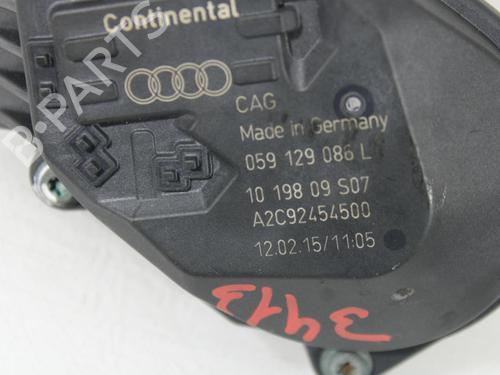 Continental
CAG
Made in Germany
059 129 086 L
10 198 09 S07
A2C92454500
12.02.15/11:05
3413
B-PARTS